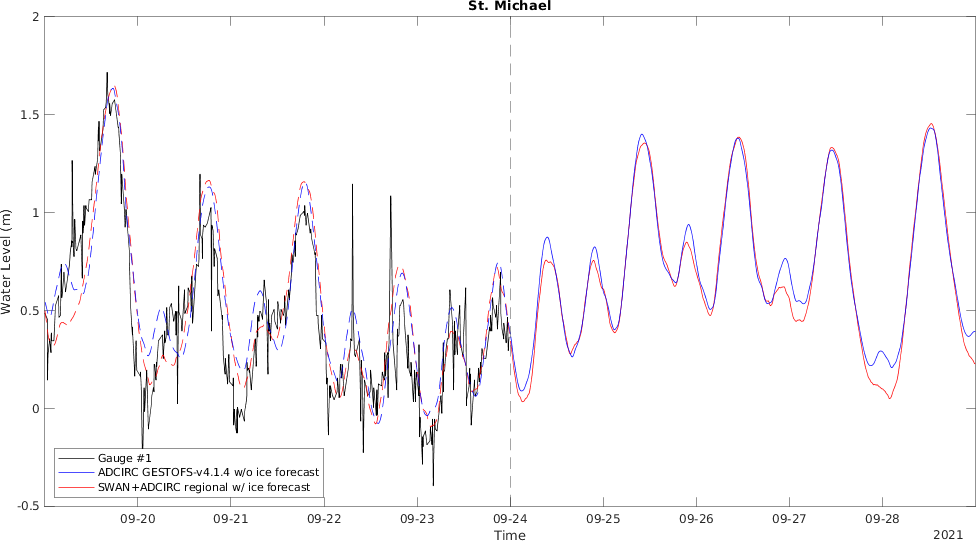 St. Michael
2
1.5
1
0.5
0
-0.5
Water Level (m)
Gauge #1
ADCIRC GESTOFS-v4.1.4 w/o ice forecast
SWAN+ADCIRC regional w/ ice forecast
09-20 09-21 09-22 09-23 09-24 09-25 09-26 09-27 09-28
Time
2021